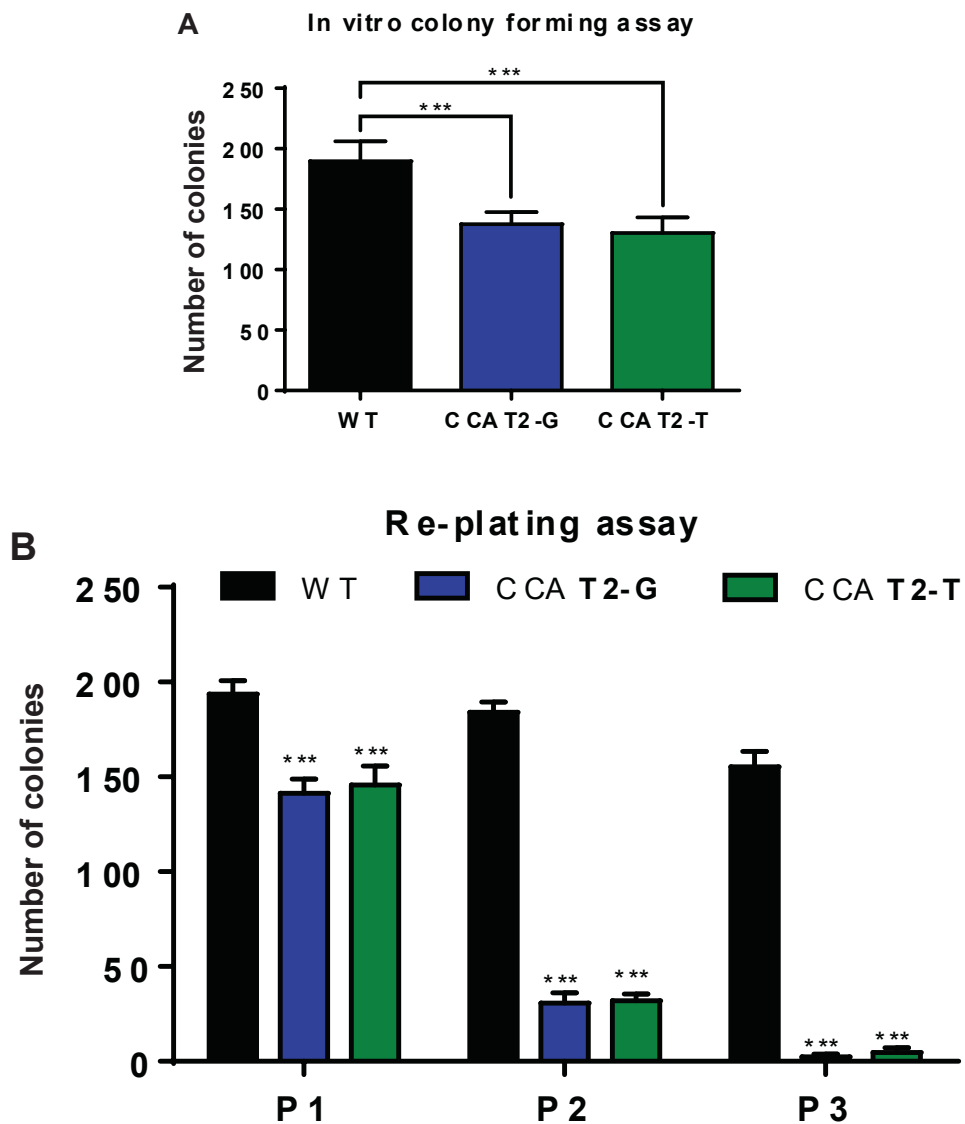 A In vitro colony forming assay
***
***
Number of colonies
250
200
150
100
50
0
WT CCAT2-G CCAT2-T
B Re-plating assay
WT CCAT2-G CCAT2-T
Number of colonies
250
200
150
100
50
0
*** ***
*** ***
*** ***
P1 P2 P3